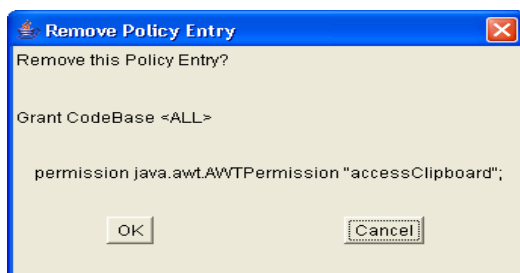 Remove Policy Entry
Remove this Policy Entry?
Grant CodeBase <ALL>
permission java.awt.AWTPermission "accessClipboard";
OK Cancel